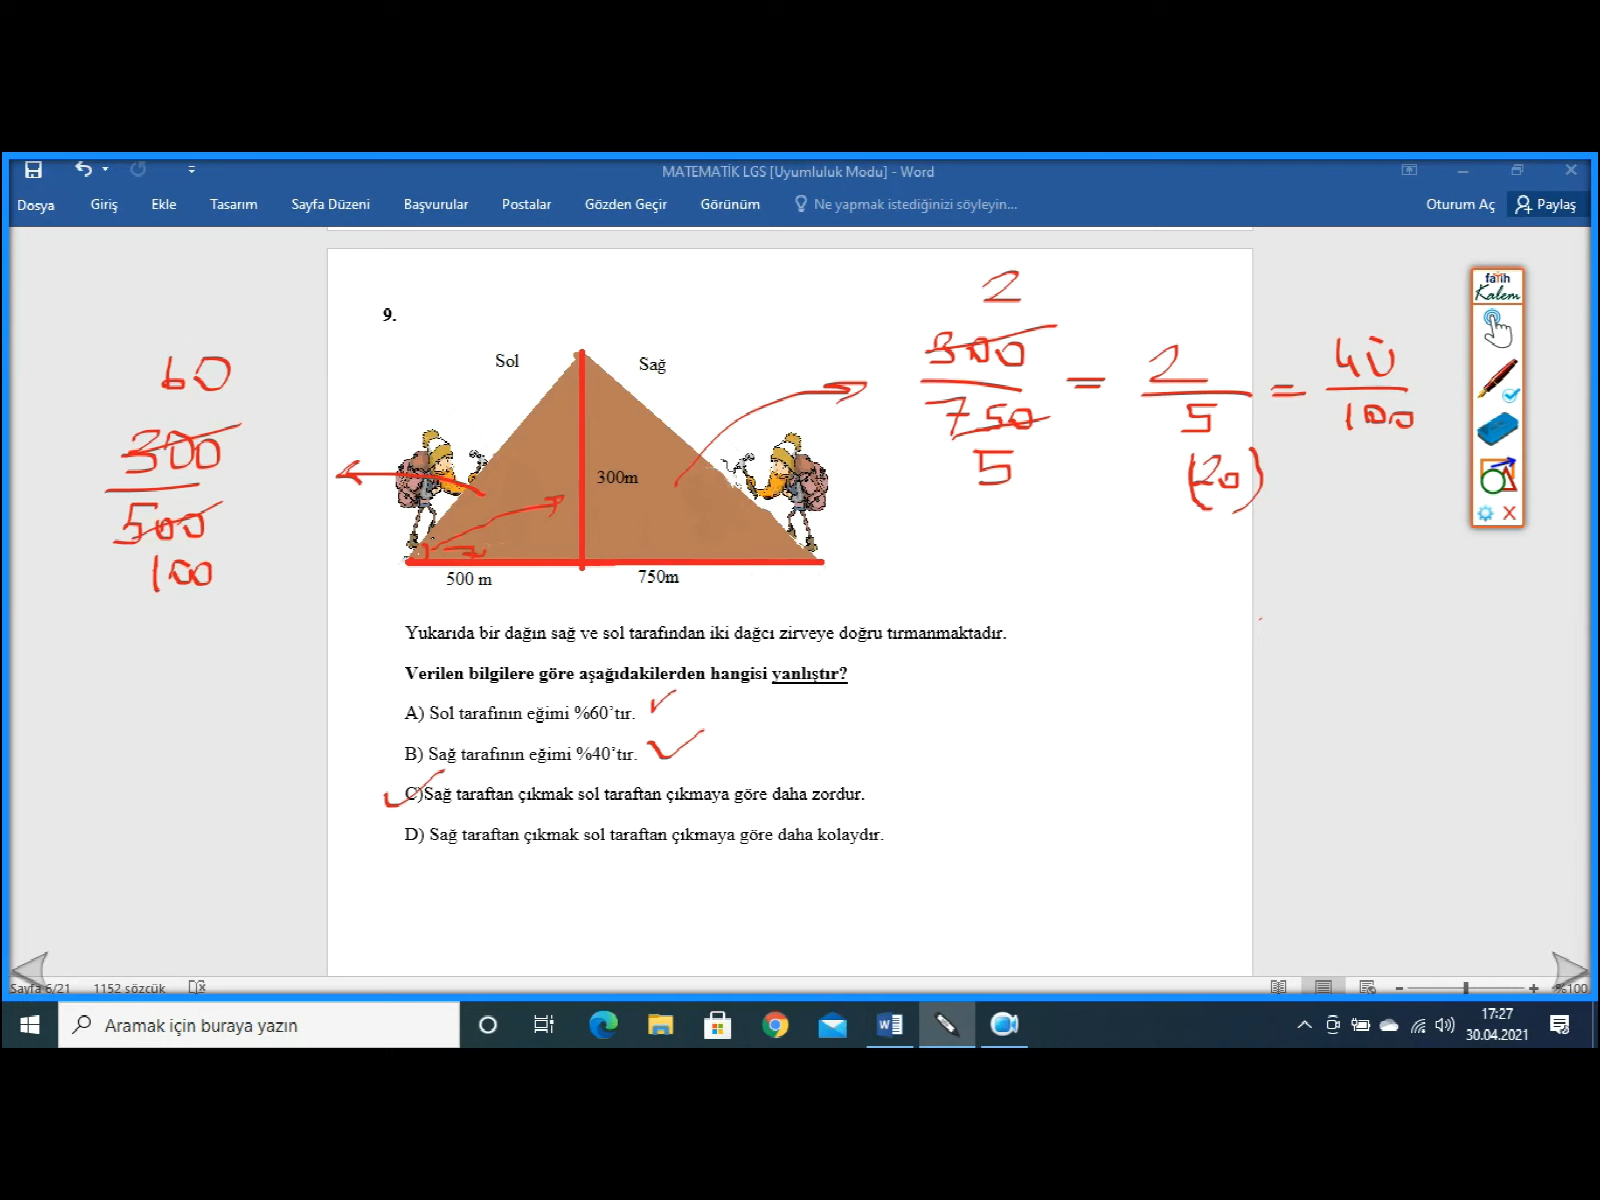 MATEMATİK LGS [Uyumluluk Modu] - Word
Dosya Giriş Ekle Tasarım Sayfa Düzeni Başvurular Postalar Gözden Geçir Görünüm Ne yapmak istediğinizi söyleyin... Oturum Aç Paylaş
fatih
Kalem
9.
Sol
Sağ
300m
500 m
750m
60
300
500
100
2
300
750
5
=
2
5
(20)
=
40
100
Yukarıda bir dağın sağ ve sol tarafından iki dağcı zirveye doğru tırmanmaktadır.
Verilen bilgilere göre aşağıdakilerden hangisi yanlıştır?
A) Sol tarafının eğimi %60’tır.
B) Sağ tarafının eğimi %40’tır.
C)Sağ taraftan çıkmak sol taraftan çıkmaya göre daha zordur.
D) Sağ taraftan çıkmak sol taraftan çıkmaya göre daha kolaydır.
Sayfa 6/21 1152 sözcük %100
Aramak için buraya yazın
17:27
30.04.2021